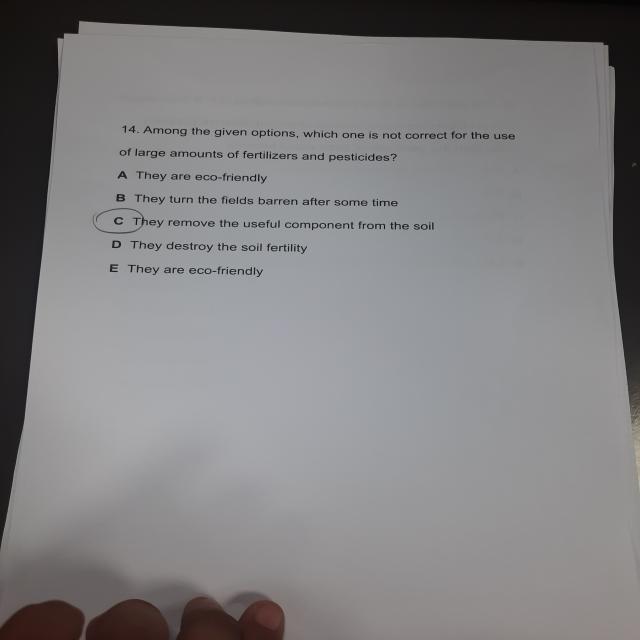 14. Among the given options, which one is not correct for the use
of large amounts of fertilizers and pesticides?
A They are eco-friendly
B They turn the fields barren after some time
C They remove the useful component from the soil
D They destroy the soil fertility
E They are eco-friendly